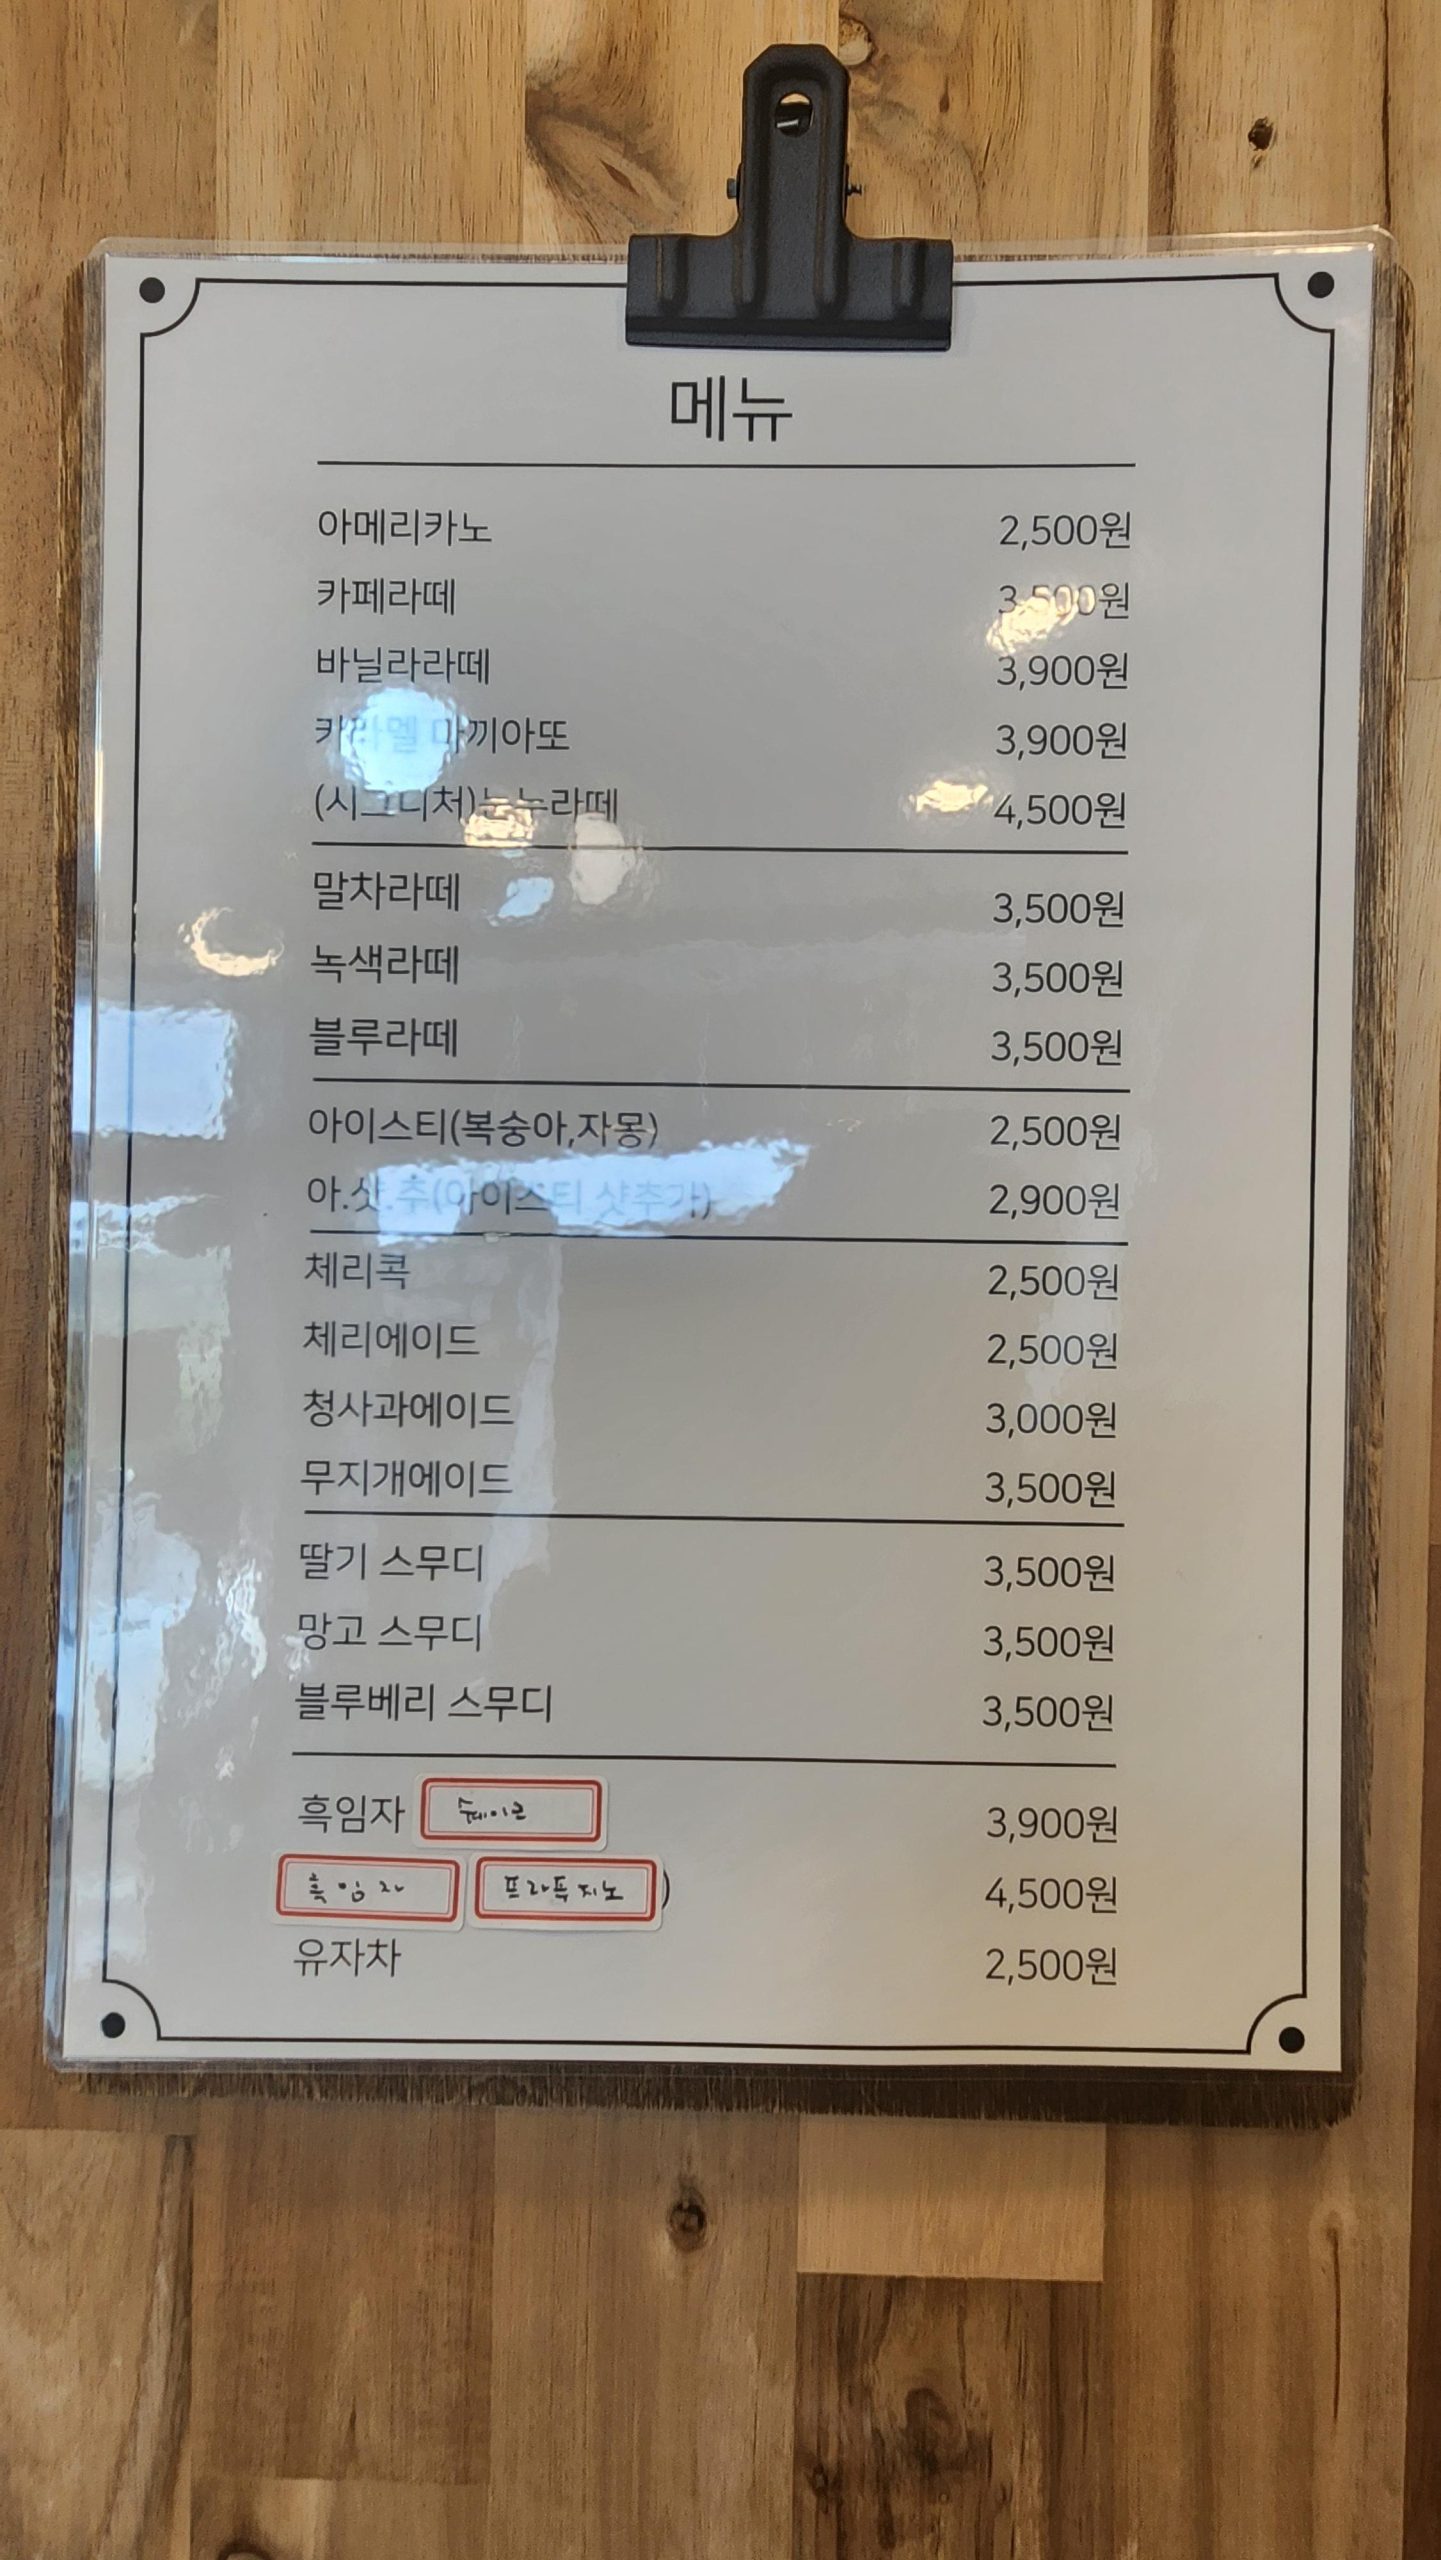 메뉴
아메리카노 2,500원
카페라떼 3,500원
바닐라라떼 3,900원
카라멜 마끼아또 3,900원
(시그니처) 4,500원
말차라떼 3,500원
녹색라떼 3,500원
블루라떼 3,500원
아이스티(복숭아,자몽) 2,500원
아.샷.추(아이스티 샷추가) 2,900원
체리콕 2,500원
체리에이드 2,500원
청사과에이드 3,000원
무지개에이드 3,500원
딸기 스무디 3,500원
망고 스무디 3,500원
블루베리 스무디 3,500원
흑임자 쉐이크 3,900원
흑임자 프라푸치노 ) 4,500원
유자차 2,500원